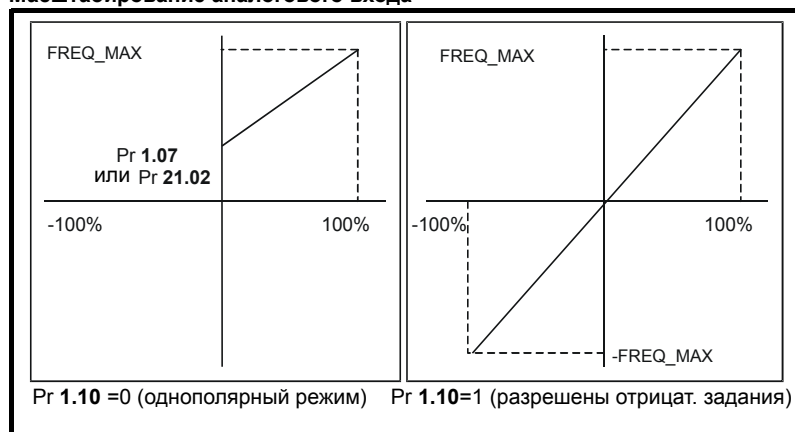 Масштабирование аналогового входа
FREQ_MAX
Pr 1.07
или Pr 21.02
-100%
100%
FREQ_MAX
-100%
100%
-FREQ_MAX
Pr 1.10 =0 (однополярный режим)
Pr 1.10=1 (разрешены отрицат. задания)